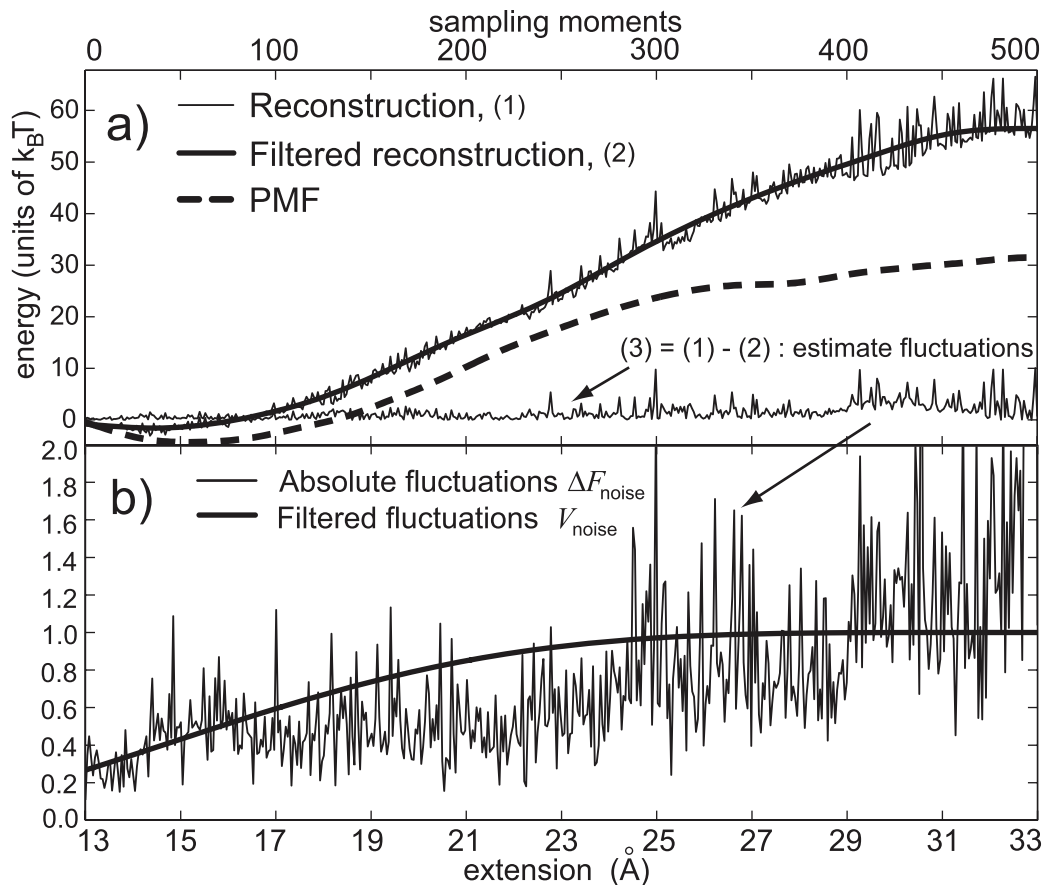 sampling moments
0 100 200 300 400 500
energy (units of k_BT)
60
50
40
30
20
10
0
a)
Reconstruction, (1)
Filtered reconstruction, (2)
PMF
(3) = (1) - (2) : estimate fluctuations
2.0
1.8
1.6
1.4
1.2
1.0
0.8
0.6
0.4
0.2
0.0
b)
Absolute fluctuations ΔF_noise
Filtered fluctuations V_noise
13 15 17 19 21 23 25 27 29 31 33
extension (Å)